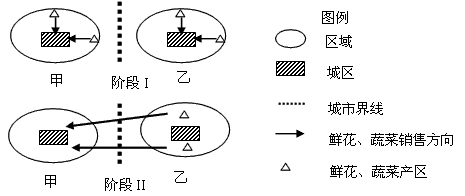 图例
区域
甲
阶段 I
乙
城区
城市界线
鲜花、蔬菜销售方向
甲
阶段 II
乙
鲜花、蔬菜产区